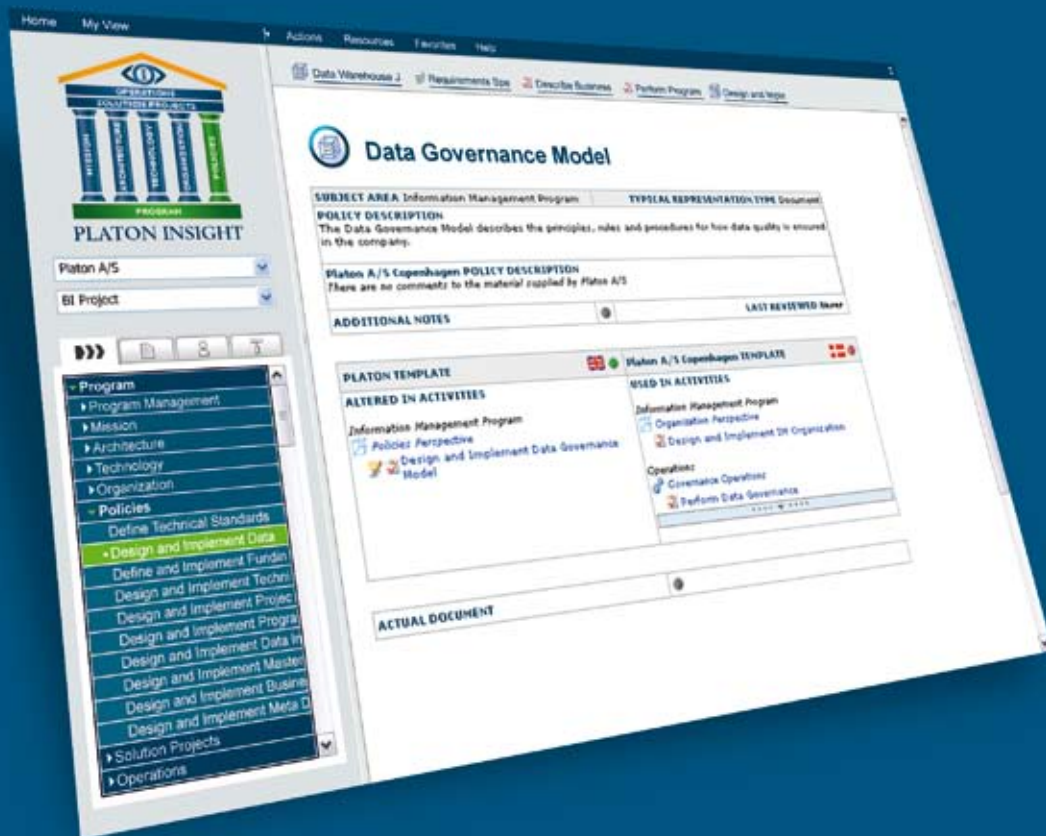 Home My View
Actions Resources Favorites Help
OPERATIONS
SOLUTION PROJECTS
MISSION
ARCHITECTURE
TECHNOLOGY
ORGANIZATION
POLICIES
PROGRAM
PLATON INSIGHT
Platon A/S
BI Project
Program
Program Management
Mission
Architecture
Technology
Organization
Policies
Define Technical Standards
Design and Implement Data
Define and Implement Fundin
Design and Implement Techni
Design and Implement Projec
Design and Implement Progra
Design and Implement Data In
Design and Implement Master
Design and Implement Busine
Design and Implement Meta D
Solution Projects
Operations
Data Warehouse J Requirements Spe Describe Business Perform Program Design and Imple
Data Governance Model
SUBJECT AREA Information Management Program TYPICAL REPRESENTATION TYPE Document
POLICY DESCRIPTION
The Data Governance Model describes the principles, rules and procedures for how data quality is ensured
in the company.
Platon A/S Copenhagen POLICY DESCRIPTION
There are no comments to the material supplied by Platon A/S
ADDITIONAL NOTES LAST REVIEWED Never
PLATON TEMPLATE
ALTERED IN ACTIVITIES
Information Management Program
Policies Perspective
Design and Implement Data Governance
Model
Platon A/S Copenhagen TEMPLATE
USED IN ACTIVITIES
Information Management Program
Organization Perspective
Design and Implement IM Organization
Operations
Governance Operations
Perform Data Governance
ACTUAL DOCUMENT